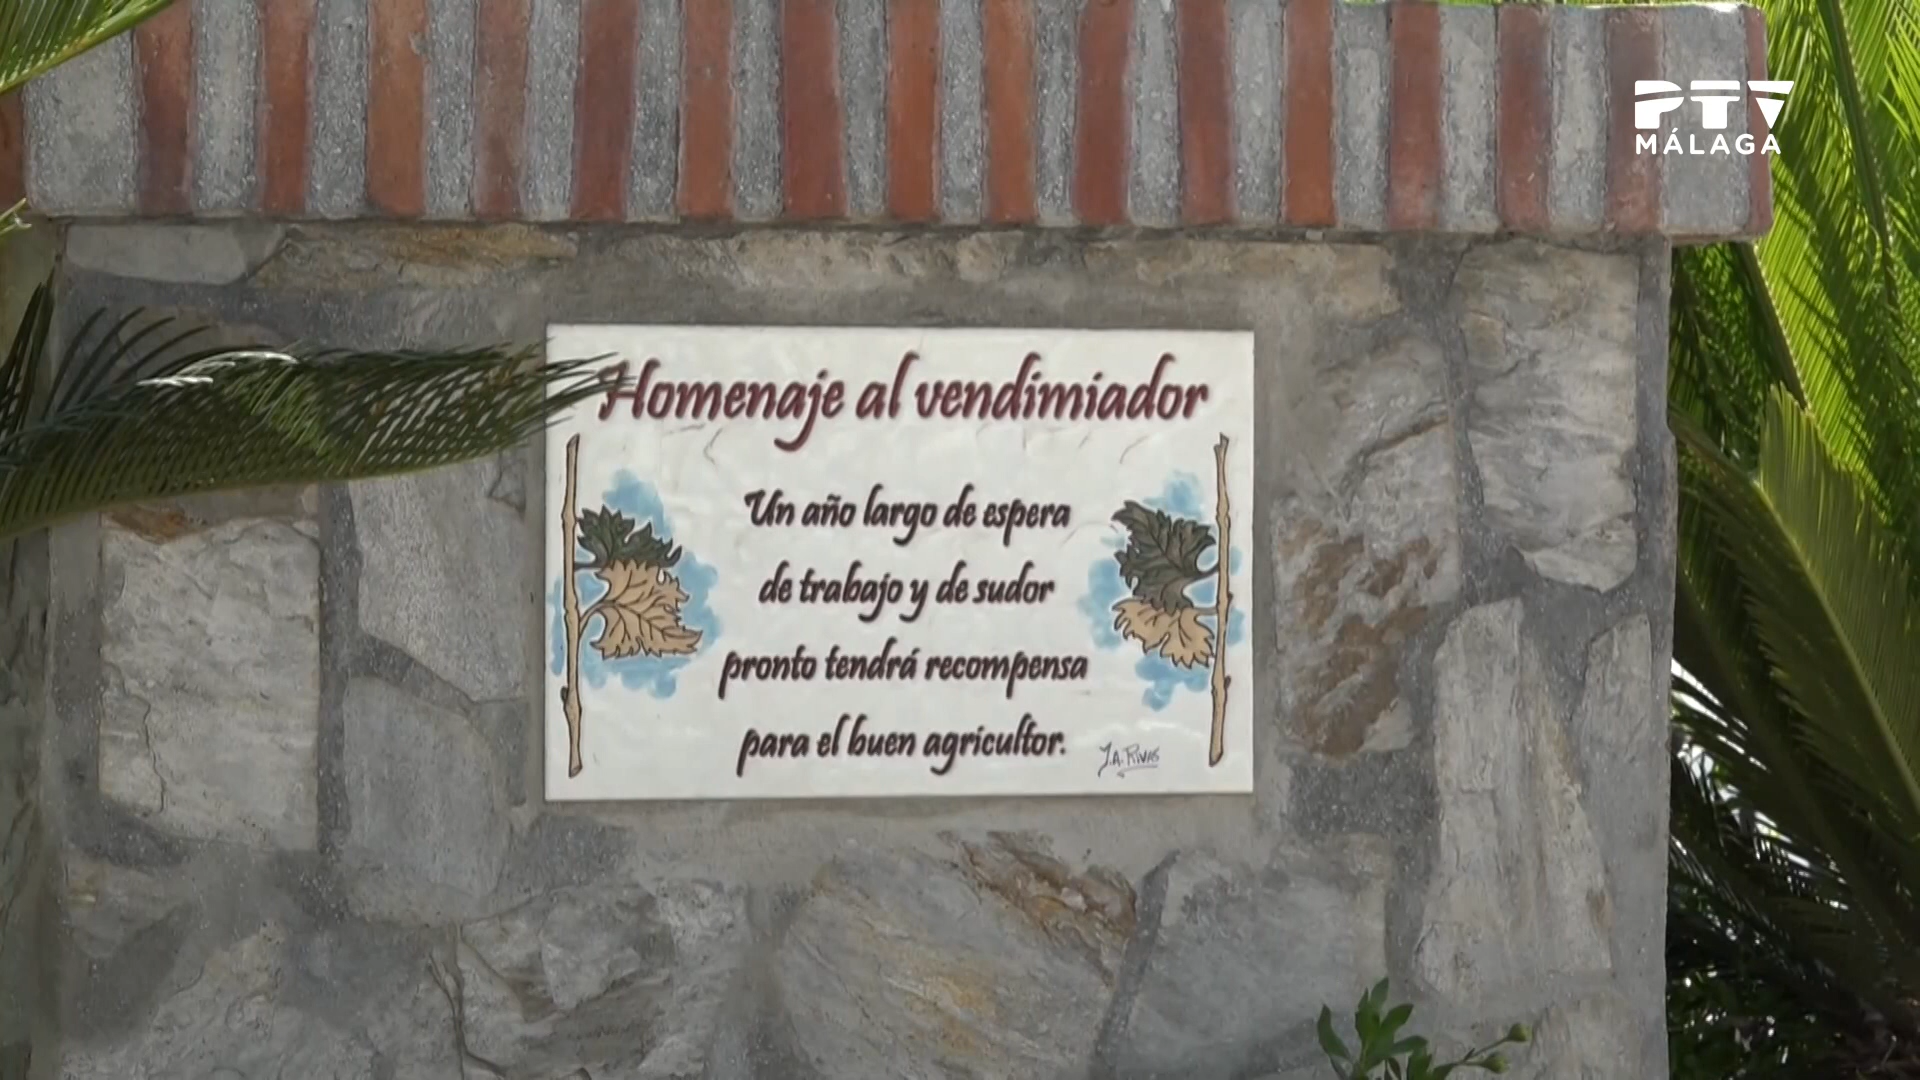 PTV
MÁLAGA
Homenaje al vendimiador
Un año largo de espera
de trabajo y de sudor
pronto tendrá recompensa
para el buen agricultor.
J.A. RIVAS